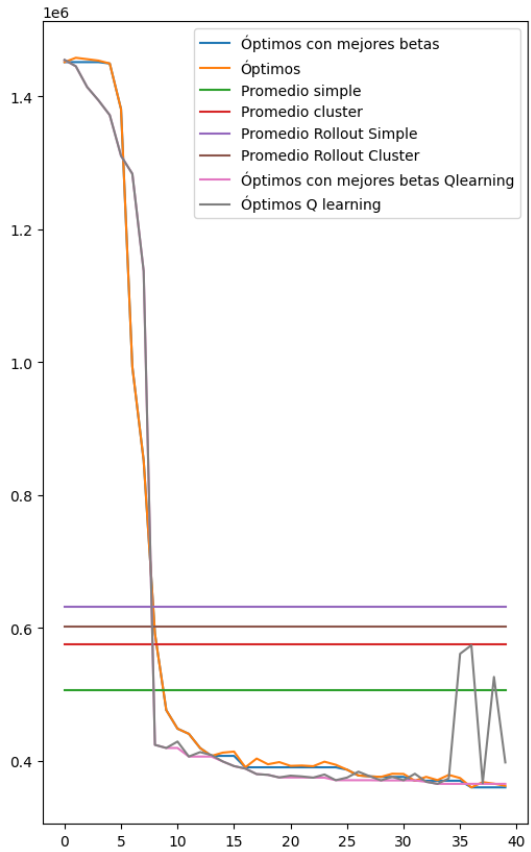 1e6
Óptimos con mejores betas
Óptimos
Promedio simple
Promedio cluster
Promedio Rollout Simple
Promedio Rollout Cluster
Óptimos con mejores betas Qlearning
Óptimos Q learning
1.4
1.2
1.0
0.8
0.6
0.4
0 5 10 15 20 25 30 35 40